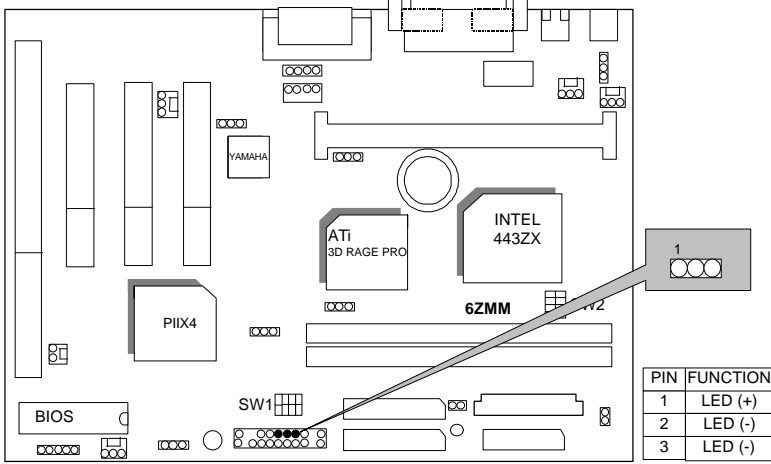 YAMAHA
ATi
3D RAGE PRO
INTEL
443ZX
1
PIIX4
6ZMM
W2
SW1
BIOS
PIN FUNCTION
1 LED (+)
2 LED (-)
3 LED (-)